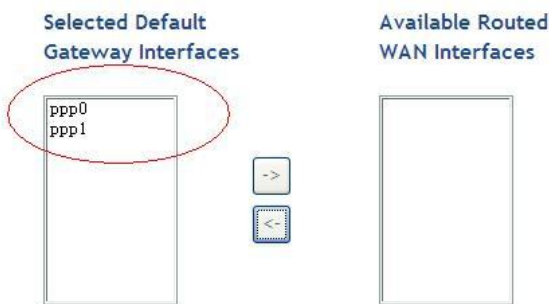 Selected Default
Gateway Interfaces
Available Routed
WAN Interfaces
ppp0
ppp1
->
<-